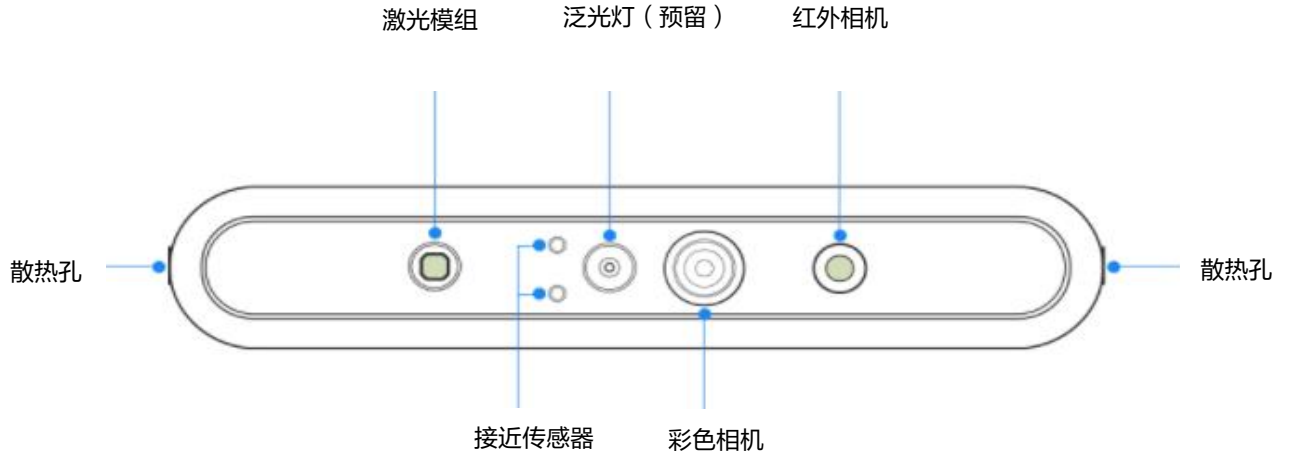 激光模组
泛光灯（预留）
红外相机
散热孔
散热孔
接近传感器
彩色相机